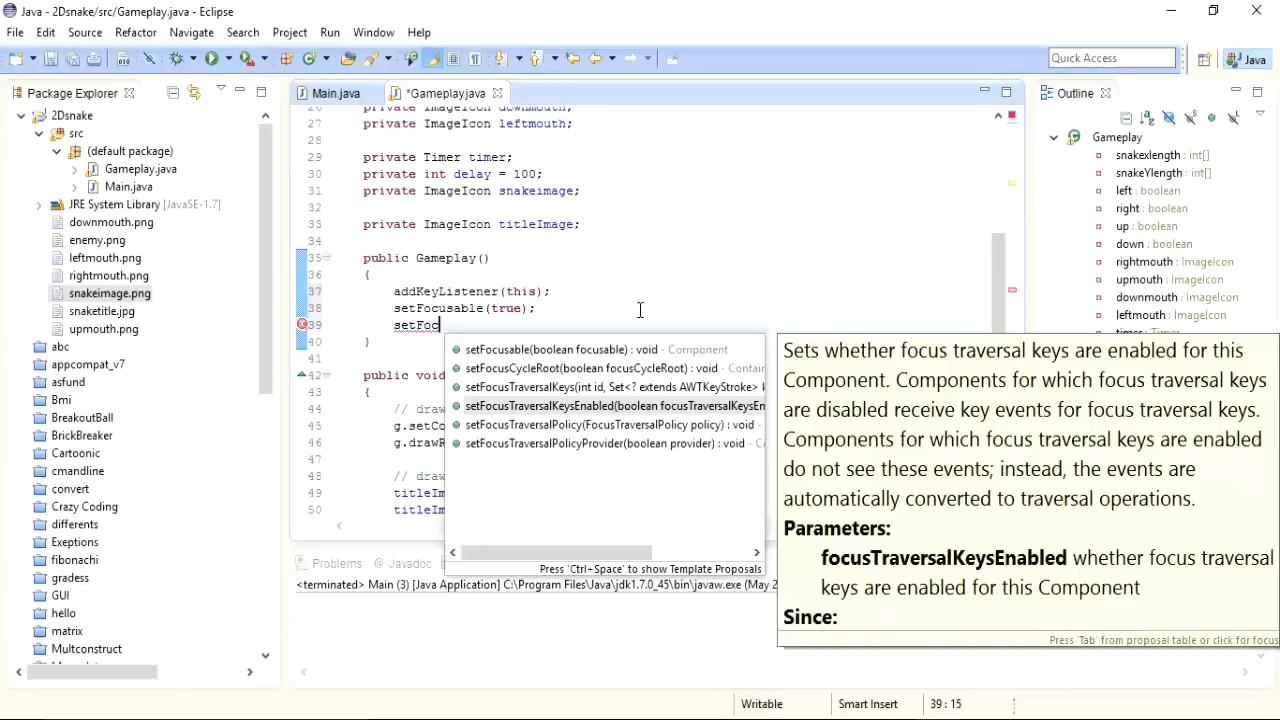 Java - 2Dsnake/src/Gameplay.java - Eclipse
File Edit Source Refactor Navigate Search Project Run Window Help
Quick Access
Java
Package Explorer
2Dsnake
src
(default package)
Gameplay.java
Main.java
JRE System Library [JavaSE-1.7]
downmouth.png
enemy.png
leftmouth.png
rightmouth.png
snakeimage.png
snaketitle.jpg
upmouth.png
abc
appcompat_v7
asfund
Bmi
BreakoutBall
BrickBreaker
Cartoonic
cmandline
convert
Crazy Coding
differents
Exeptions
fibonachi
gradess
GUI
hello
matrix
Multconstruct
Main.java *Gameplay.java
26 private ImageIcon downmouth;
27 private ImageIcon leftmouth;
28
29 private Timer timer;
30 private int delay = 100;
31 private ImageIcon snakeimage;
32
33 private ImageIcon titleImage;
34
35 public Gameplay()
36 {
37 addKeyListener(this);
38 setFocusable(true);
39 setFoc
40 }
41
42 public void
43 {
44 // draw
45 g.setCo
46 g.drawR
47
48 // draw
49 titleIm
50 titleIm
setFocusable(boolean focusable) : void - Component
setFocusCycleRoot(boolean focusCycleRoot) : void - Contain
setFocusTraversalKeys(int id, Set<? extends AWTKeyStroke> k
setFocusTraversalKeysEnabled(boolean focusTraversalKeysEn
setFocusTraversalPolicy(FocusTraversalPolicy policy) : void -
setFocusTraversalPolicyProvider(boolean provider) : void - C
Press 'Ctrl+Space' to show Template Proposals
Sets whether focus traversal keys are enabled for this
Component. Components for which focus traversal keys
are disabled receive key events for focus traversal keys.
Components for which focus traversal keys are enabled
do not see these events; instead, the events are
automatically converted to traversal operations.
Parameters:
focusTraversalKeysEnabled whether focus traversal
keys are enabled for this Component
Since:
Press 'Tab' from proposal table or click for focus
Outline
Gameplay
snakexlength : int[]
snakeYlength : int[]
left : boolean
right : boolean
up : boolean
down : boolean
rightmouth : ImageIcon
upmouth : ImageIcon
downmouth : ImageIcon
leftmouth : ImageIcon
timer : Timer
Problems @ Javadoc
<terminated> Main (3) [Java Application] C:\Program Files\Java\jdk1.7.0_45\bin\javaw.exe (May 2
Writable Smart Insert 39 : 15